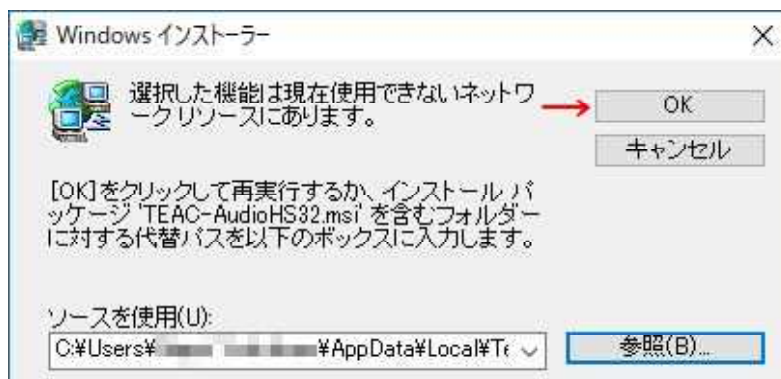 Windows インストーラー
選択した機能は現在使用できないネットワ
ークリソースにあります。
OK
キャンセル
[OK]をクリックして再実行するか、インストール パ
ッケージ 'TEAC-AudioHS32.msi' を含むフォルダー
に対する代替パスを以下のボックスに入力します。
ソースを使用(U):
C:¥Users¥ ¥AppData¥Local¥Te
参照(B)...